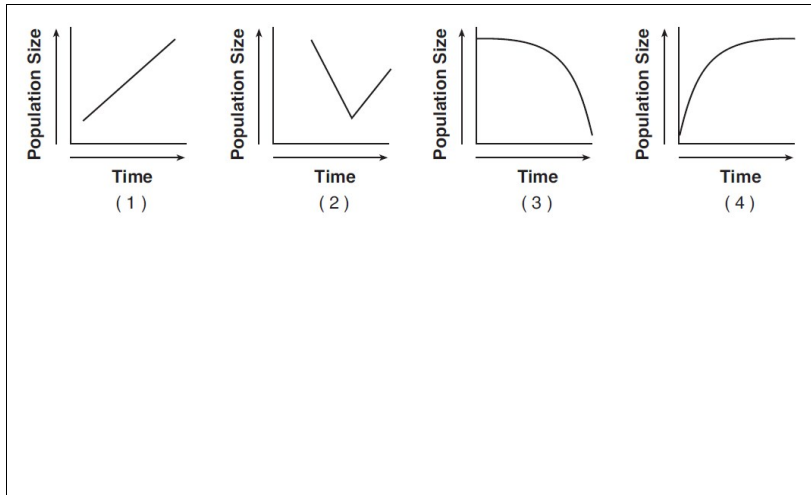 Population Size
Time
( 1 )
Population Size
Time
( 2 )
Population Size
Time
( 3 )
Population Size
Time
( 4 )